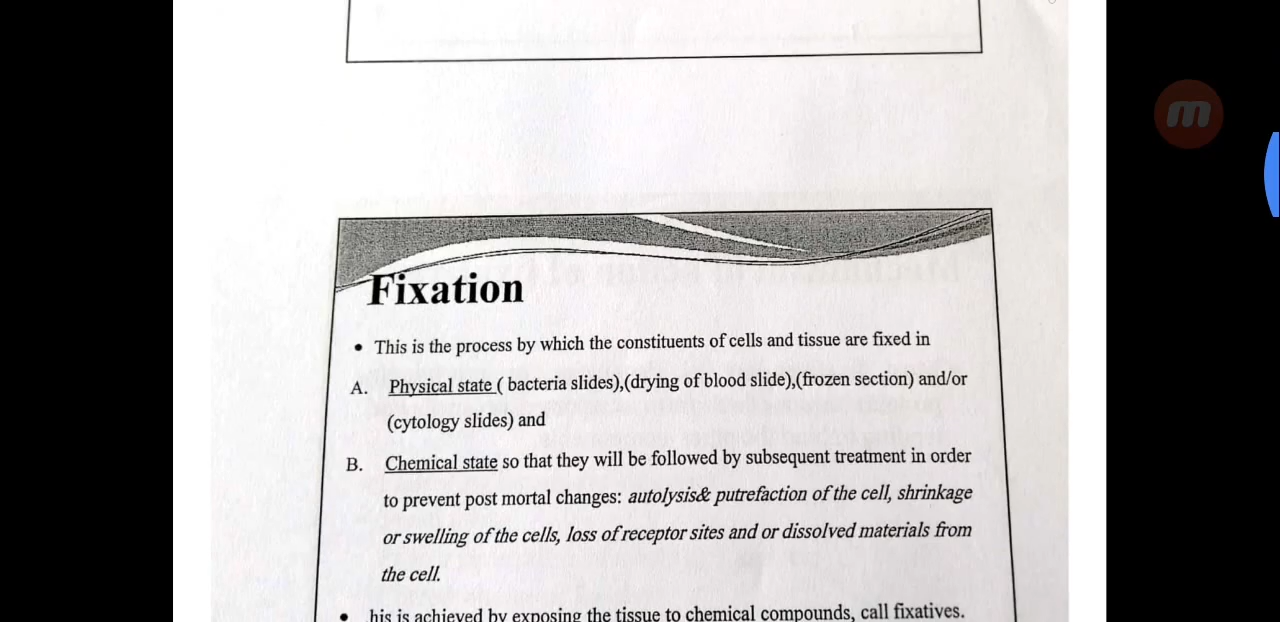 Fixation
• This is the process by which the constituents of cells and tissue are fixed in
A. Physical state ( bacteria slides),(drying of blood slide),(frozen section) and/or
(cytology slides) and
B. Chemical state so that they will be followed by subsequent treatment in order
to prevent post mortal changes: autolysis& putrefaction of the cell, shrinkage
or swelling of the cells, loss of receptor sites and or dissolved materials from
the cell.
• his is achieved by exposing the tissue to chemical compounds, call fixatives.